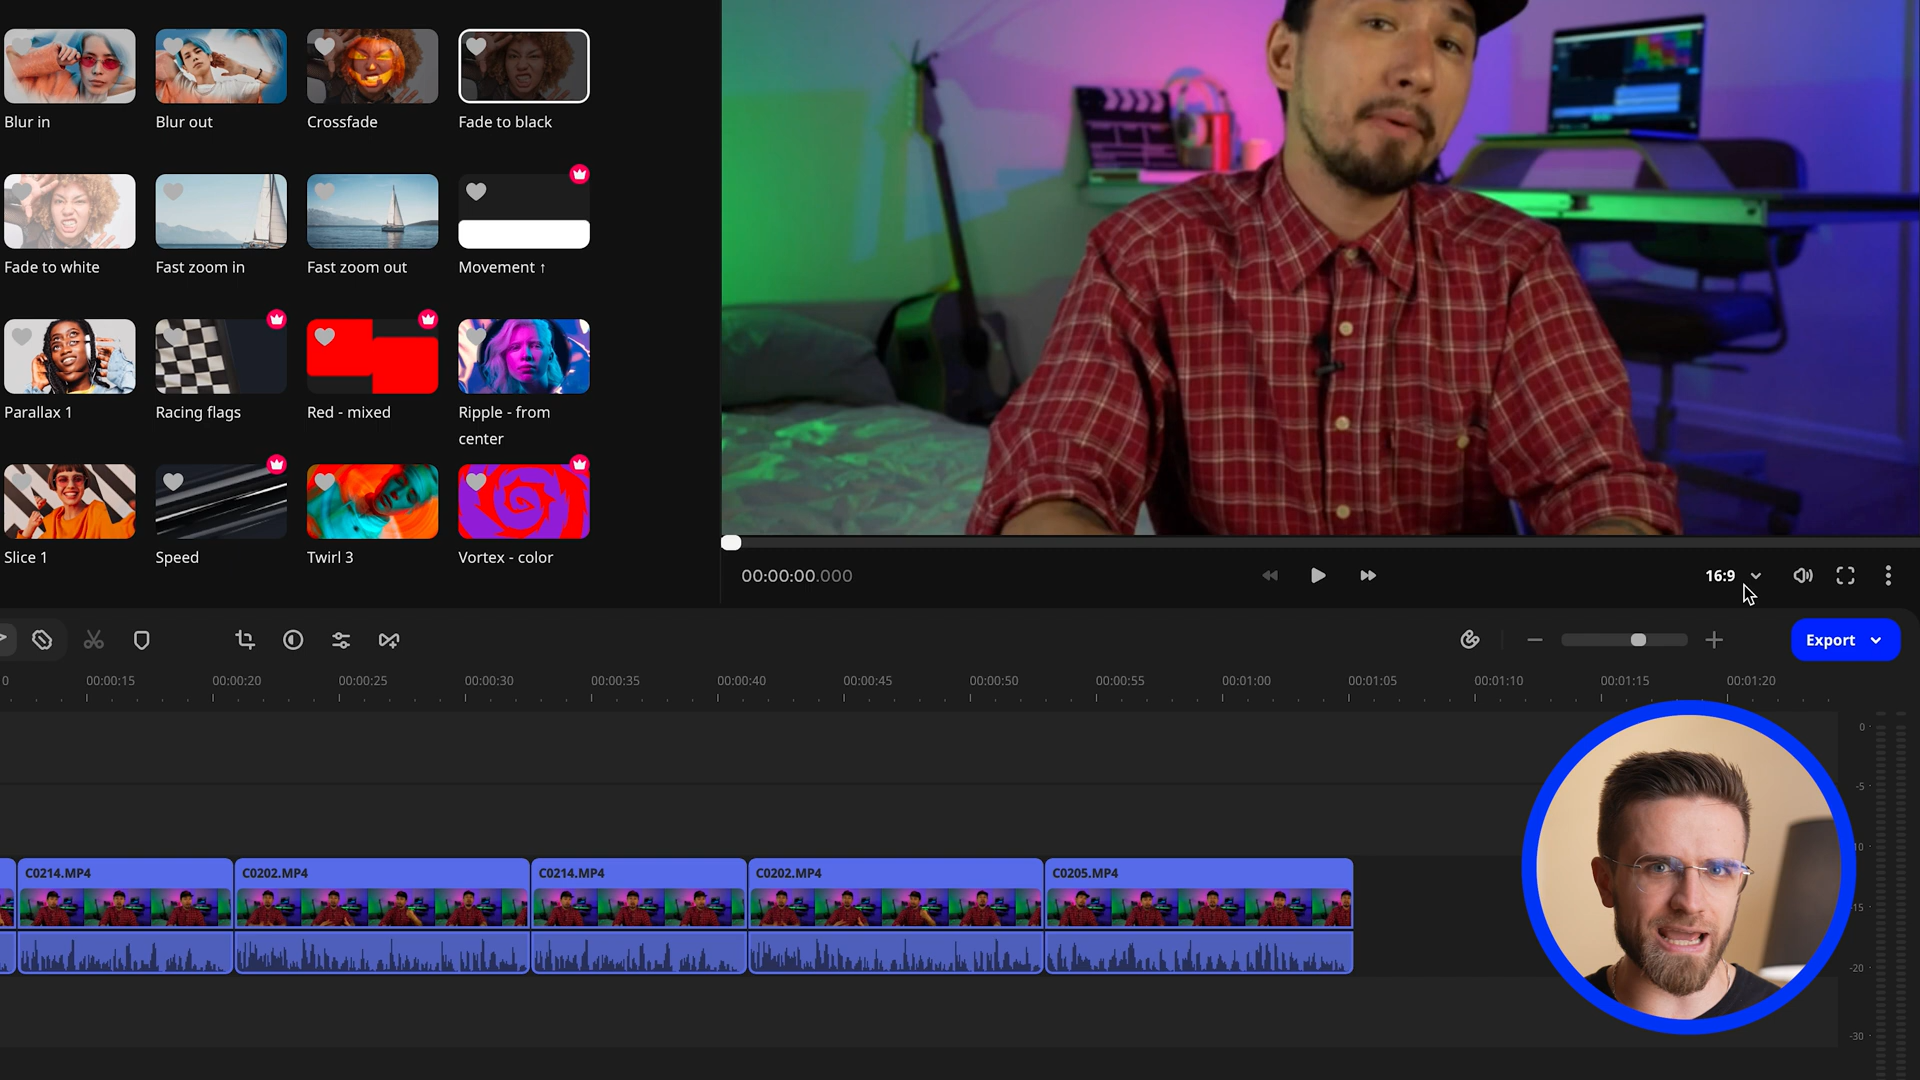 Blur in
Blur out
Crossfade
Fade to black
Fade to white
Fast zoom in
Fast zoom out
Movement ↑
Parallax 1
Racing flags
Red - mixed
Ripple - from
center
Slice 1
Speed
Twirl 3
Vortex - color
00:00:00.000
16:9
Export
0
00:00:15
00:00:20
00:00:25
00:00:30
00:00:35
00:00:40
00:00:45
00:00:50
00:00:55
00:01:00
00:01:05
00:01:10
00:01:15
00:01:20
0
-5
10
15
-20
-30
C0214.MP4
C0202.MP4
C0214.MP4
C0202.MP4
C0205.MP4